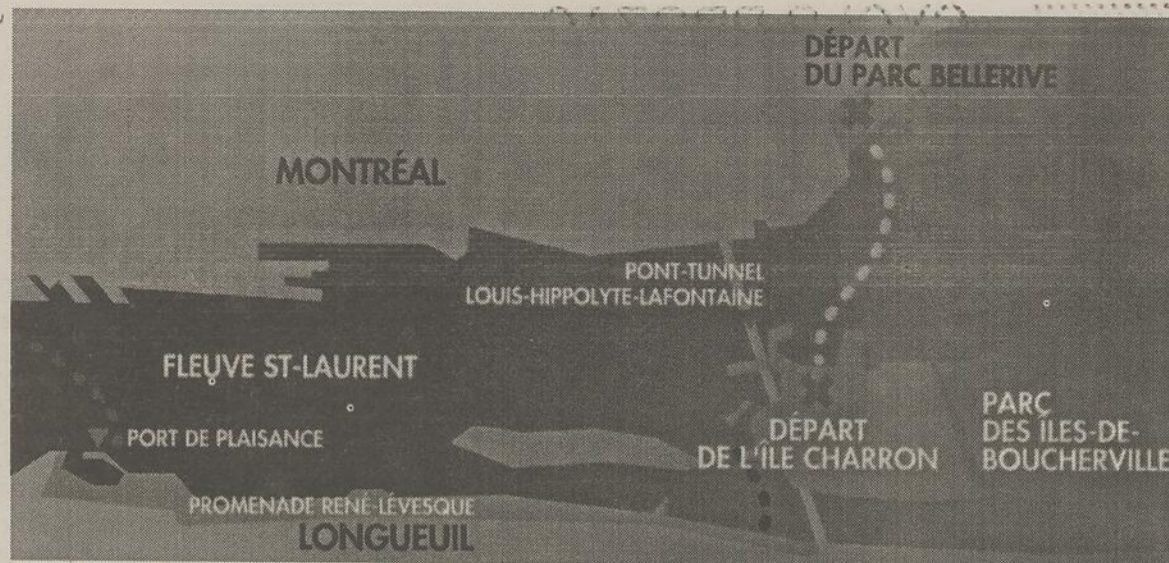 DÉPART
DU PARC BELLERIVE
MONTRÉAL
PONT-TUNNEL
LOUIS-HIPPOLYTE-LAFONTAINE
FLEUVE ST-LAURENT
PORT DE PLAISANCE
DÉPART
DE L'ÎLE CHARRON
PARC
DES ÎLES-DE-
BOUCHERVILLE
PROMENADE RENÉ-LÉVESQUE
LONGUEUIL